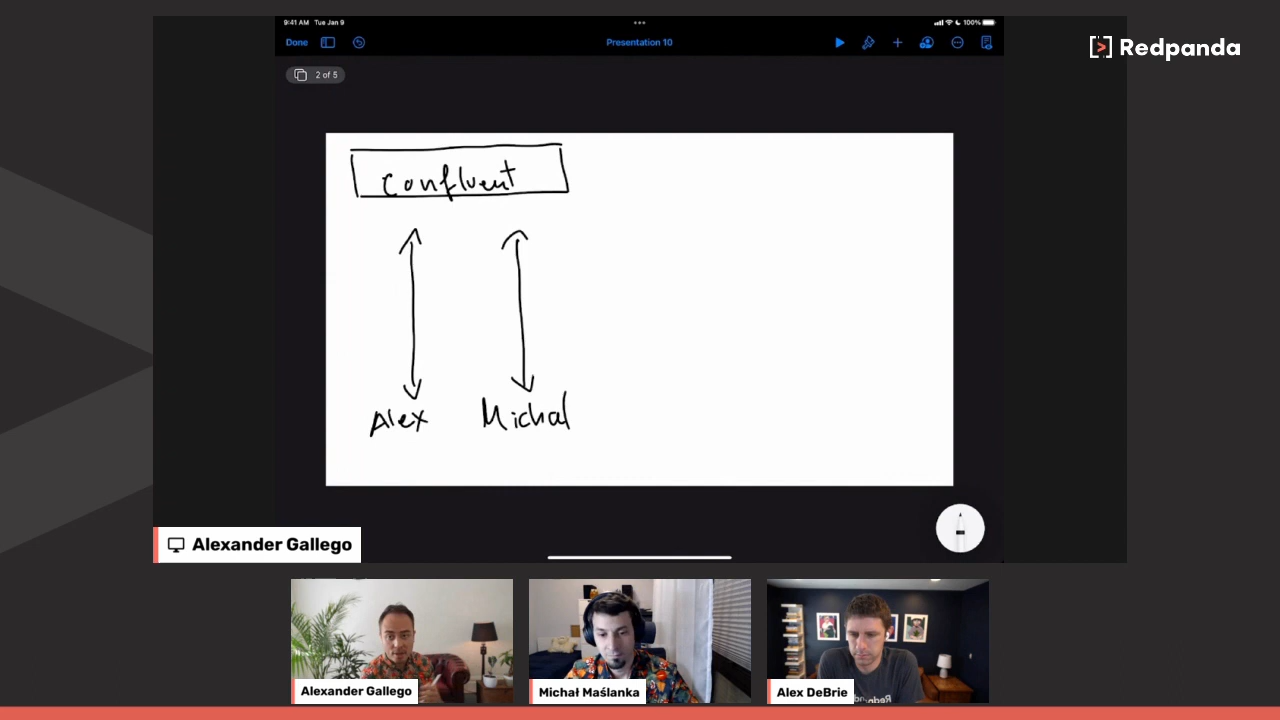 9:41 AM Tue Jan 9
100%
Done
Presentation 10
Redpanda
2 of 5
Confluent
Alex Michal
Alexander Gallego
Alexander Gallego
Michał Maślanka
Alex DeBrie